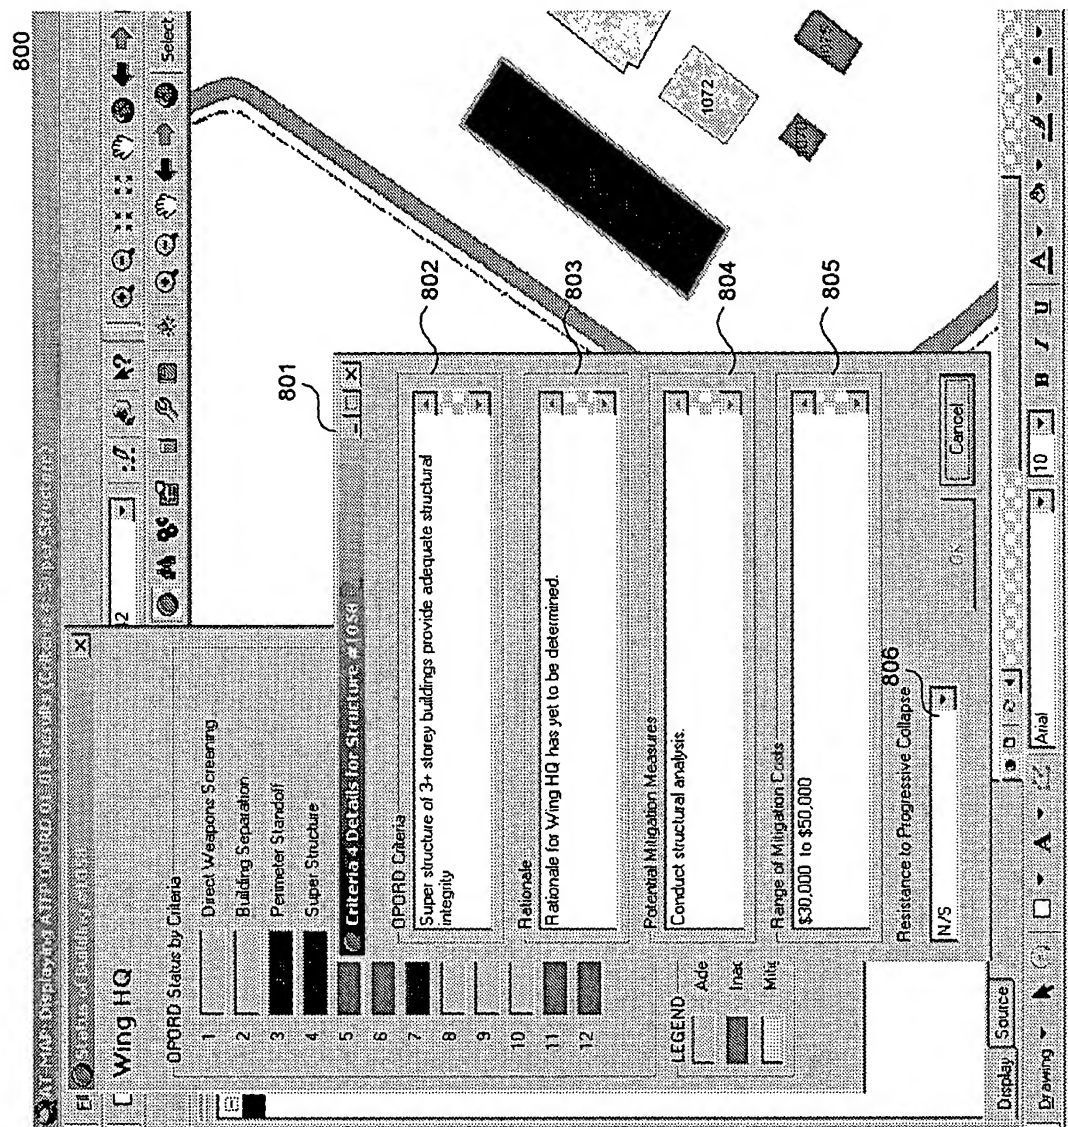 800
Select
Wing HQ
OPORD Status by Criteria
1 Direct Weapons Screening
2 Building Separation
3 Perimeter Standoff
4 Super Structure
5
6
7
8
9
10
11
12
LEGEND
Ade
Inac
Mitic
801
Criteria 4 Details for Structure: #1050
OPORD Criteria
Super structure of 3+ storey buildings provide adequate structural
integrity
802
Rationale
Rationale for Wing HQ has yet to be determined.
803
Potential Mitigation Measures
Conduct structural analysis.
804
Range of Mitigation Costs
$30,000 to $50,000
805
Resistance to Progressive Collapse
806
N/S
OK
Cancel
1072
Display
Source
Drawing
A
Arial
10
B
I
U
A